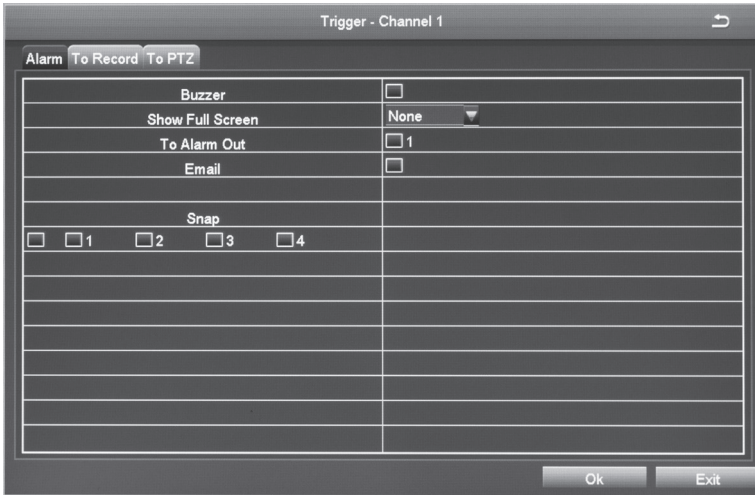 Trigger - Channel 1
Alarm To Record To PTZ
Buzzer
Show Full Screen None
To Alarm Out 1
Email
Snap
1 2 3 4
Ok Exit